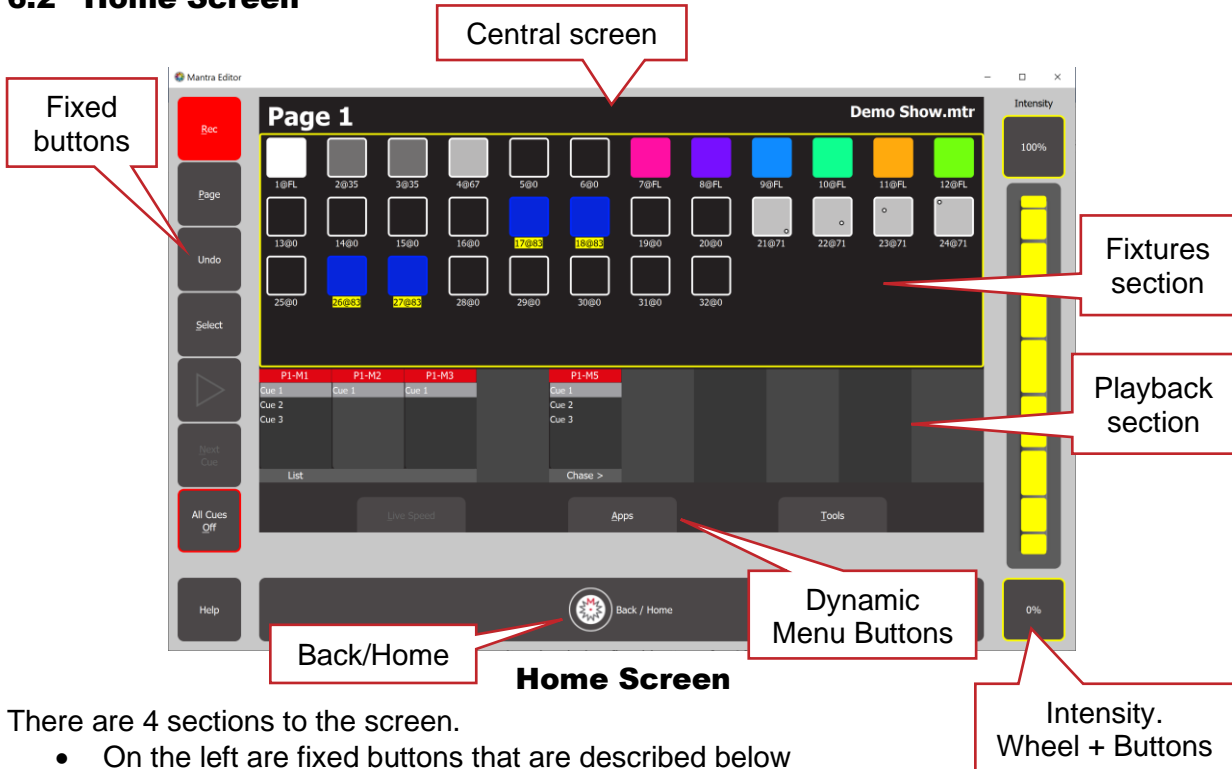 6.2 Home Screen
Central screen
Mantra Editor
Fixed
buttons
Rec
Page
Undo
Select
Next
Cue
All Cues
Off
Help
Page 1
Demo Show.mtr
1@FL 2@35 3@35 4@67 5@0 6@0 7@FL 8@FL 9@FL 10@FL 11@FL 12@FL
13@0 14@0 15@0 16@0 17@83 18@83 19@0 20@0 21@71 22@71 23@71 24@71
25@0 26@83 27@83 28@0 29@0 30@0 31@0 32@0
P1-M1 P1-M2 P1-M3 P1-M5
Cue 1 Cue 1 Cue 1 Cue 1
Cue 2 Cue 2
Cue 3 Cue 3
List Chase >
Live Speed Apps Tools
Back / Home
Intensity
100%
0%
Fixtures
section
Playback
section
Dynamic
Menu Buttons
Back/Home
Intensity.
Wheel + Buttons
Home Screen
There are 4 sections to the screen.
• On the left are fixed buttons that are described below